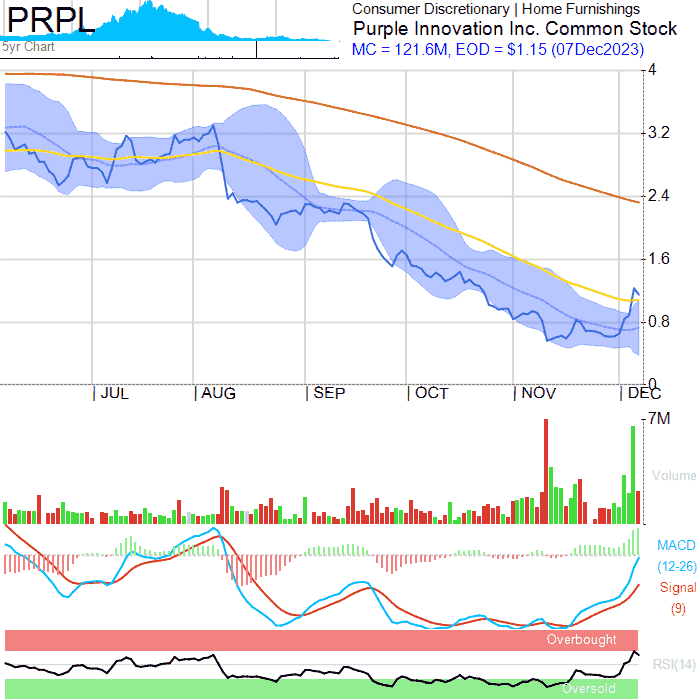 PRPL
5yr Chart
Consumer Discretionary | Home Furnishings
Purple Innovation Inc. Common Stock
MC = 121.6M, EOD = $1.15 (07Dec2023)
4
3.2
2.4
1.6
0.8
0
JUL AUG SEP OCT NOV DEC
7M
Volume
MACD
(12-26)
Signal
(9)
Overbought
RSI(14)
Oversold